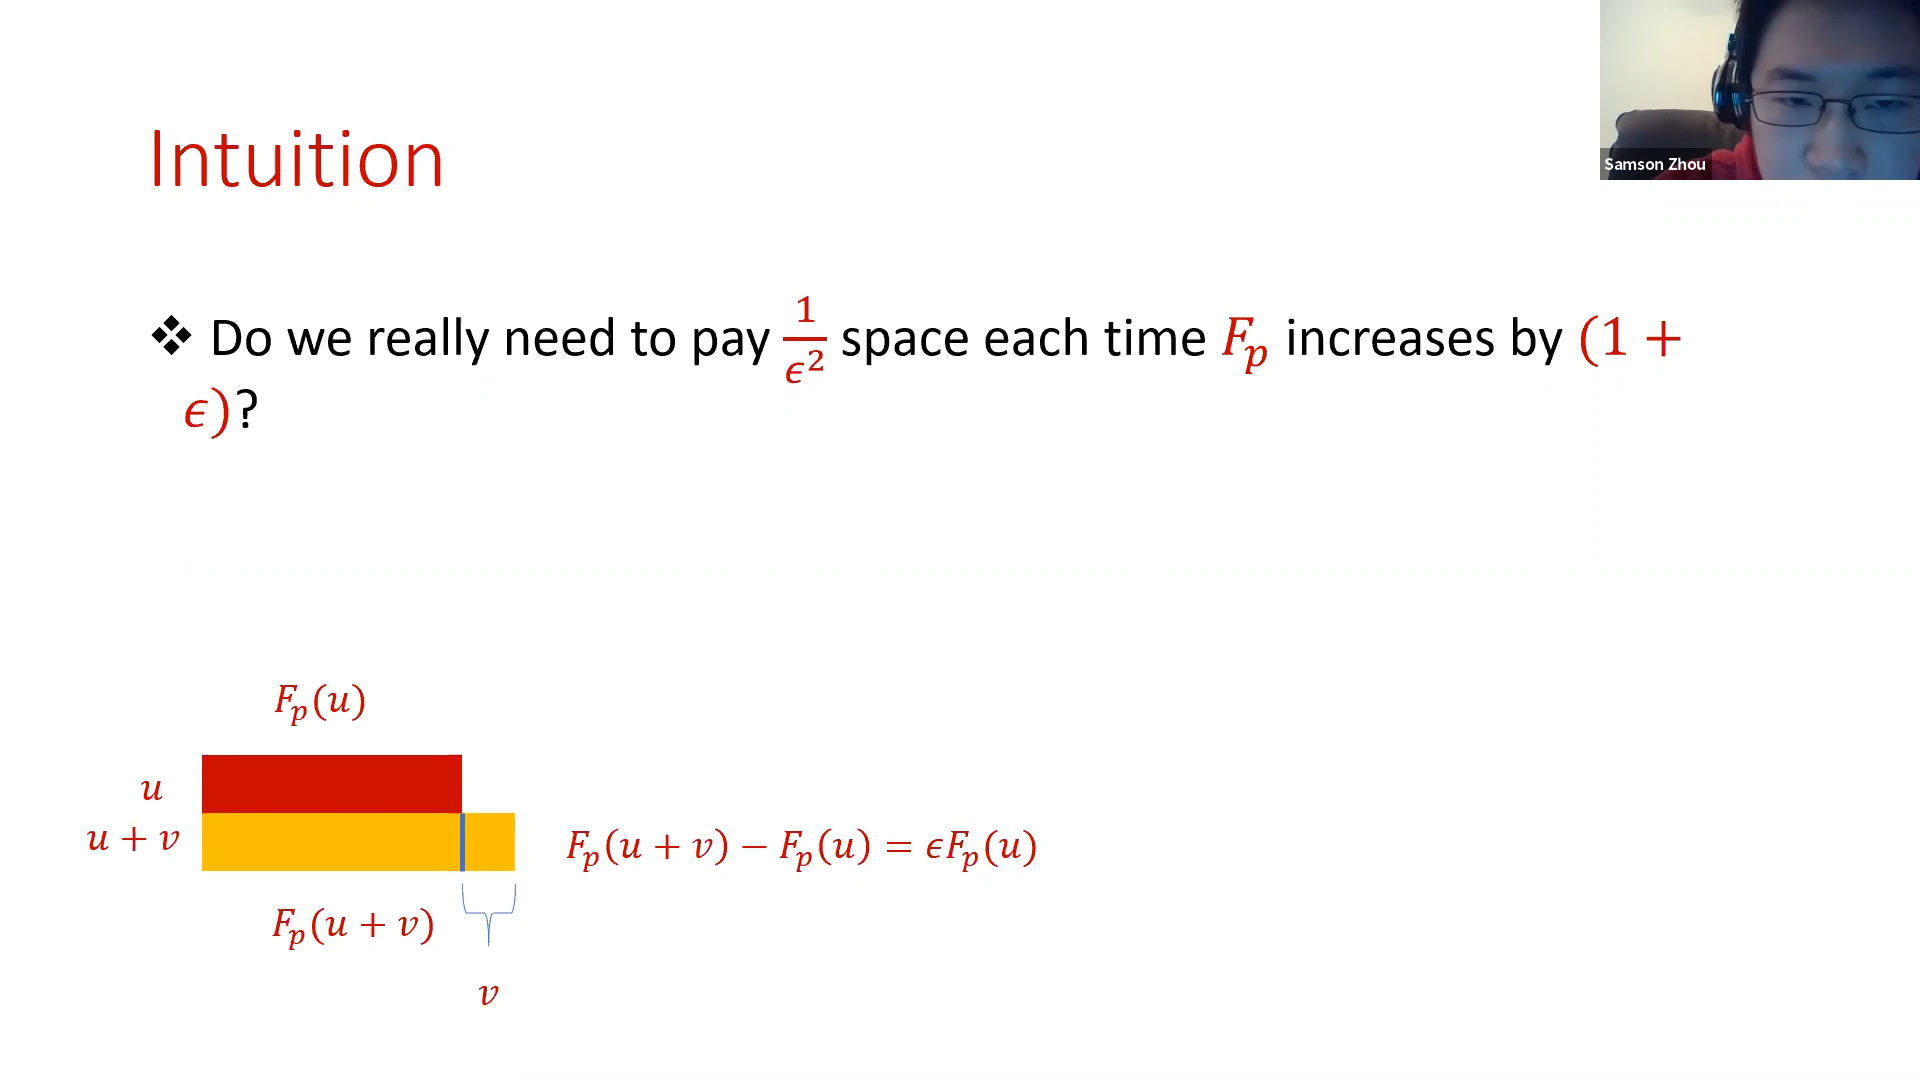 Samson Zhou
Intuition
❖ Do we really need to pay 1/ϵ² space each time F_p increases by (1 +
ϵ)?
F_p(u)
u
u + v
F_p(u + v) − F_p(u) = ϵF_p(u)
F_p(u + v)
v